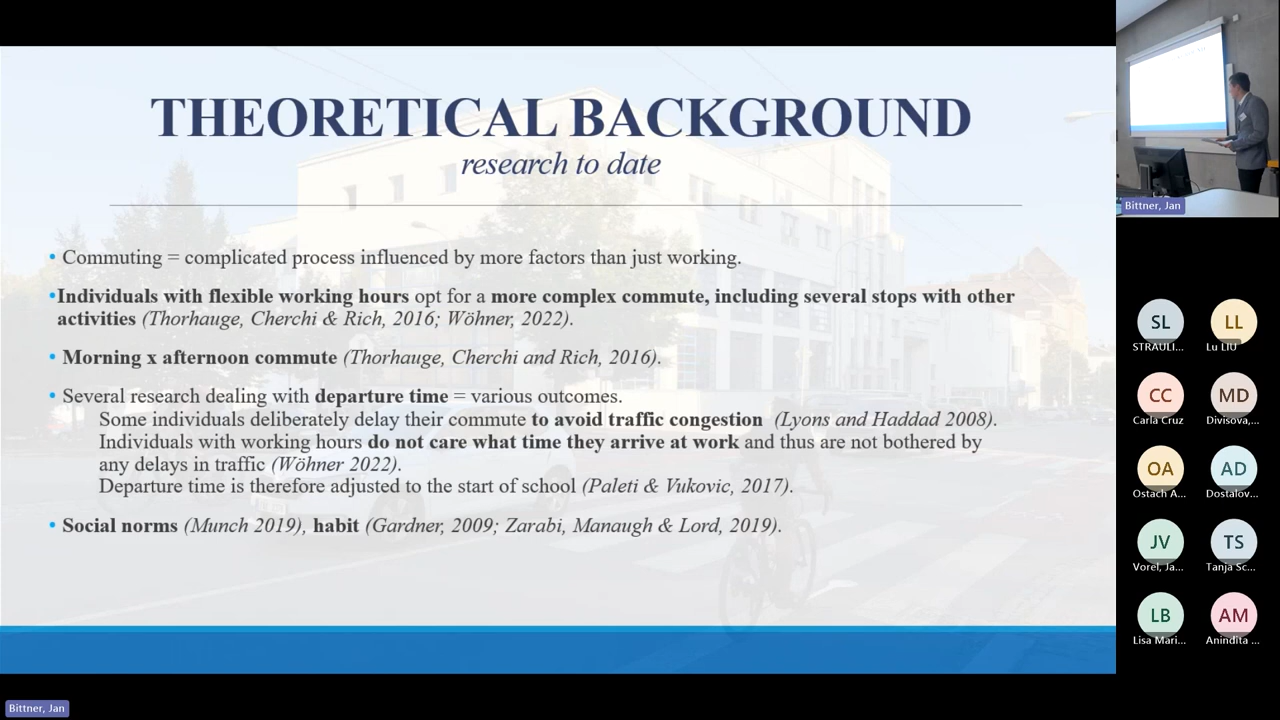 THEORETICAL BACKGROUND
research to date
• Commuting = complicated process influenced by more factors than just working.
• Individuals with flexible working hours opt for a more complex commute, including several stops with other
activities (Thorhauge, Cherchi & Rich, 2016; Wöhner, 2022).
• Morning x afternoon commute (Thorhauge, Cherchi and Rich, 2016).
• Several research dealing with departure time = various outcomes.
Some individuals deliberately delay their commute to avoid traffic congestion (Lyons and Haddad 2008).
Individuals with working hours do not care what time they arrive at work and thus are not bothered by
any delays in traffic (Wöhner 2022).
Departure time is therefore adjusted to the start of school (Paleti & Vukovic, 2017).
• Social norms (Munch 2019), habit (Gardner, 2009; Zarabi, Manaugh & Lord, 2019).
Bittner, Jan
Bittner, Jan
SL
STRAULI...
LL
Lu LIU
CC
Carla Cruz
MD
Divisova,...
OA
Ostach A...
AD
Dostalov...
JV
Vorel, Ja...
TS
Tanja Sc...
LB
Lisa Mari...
AM
Anindita ...